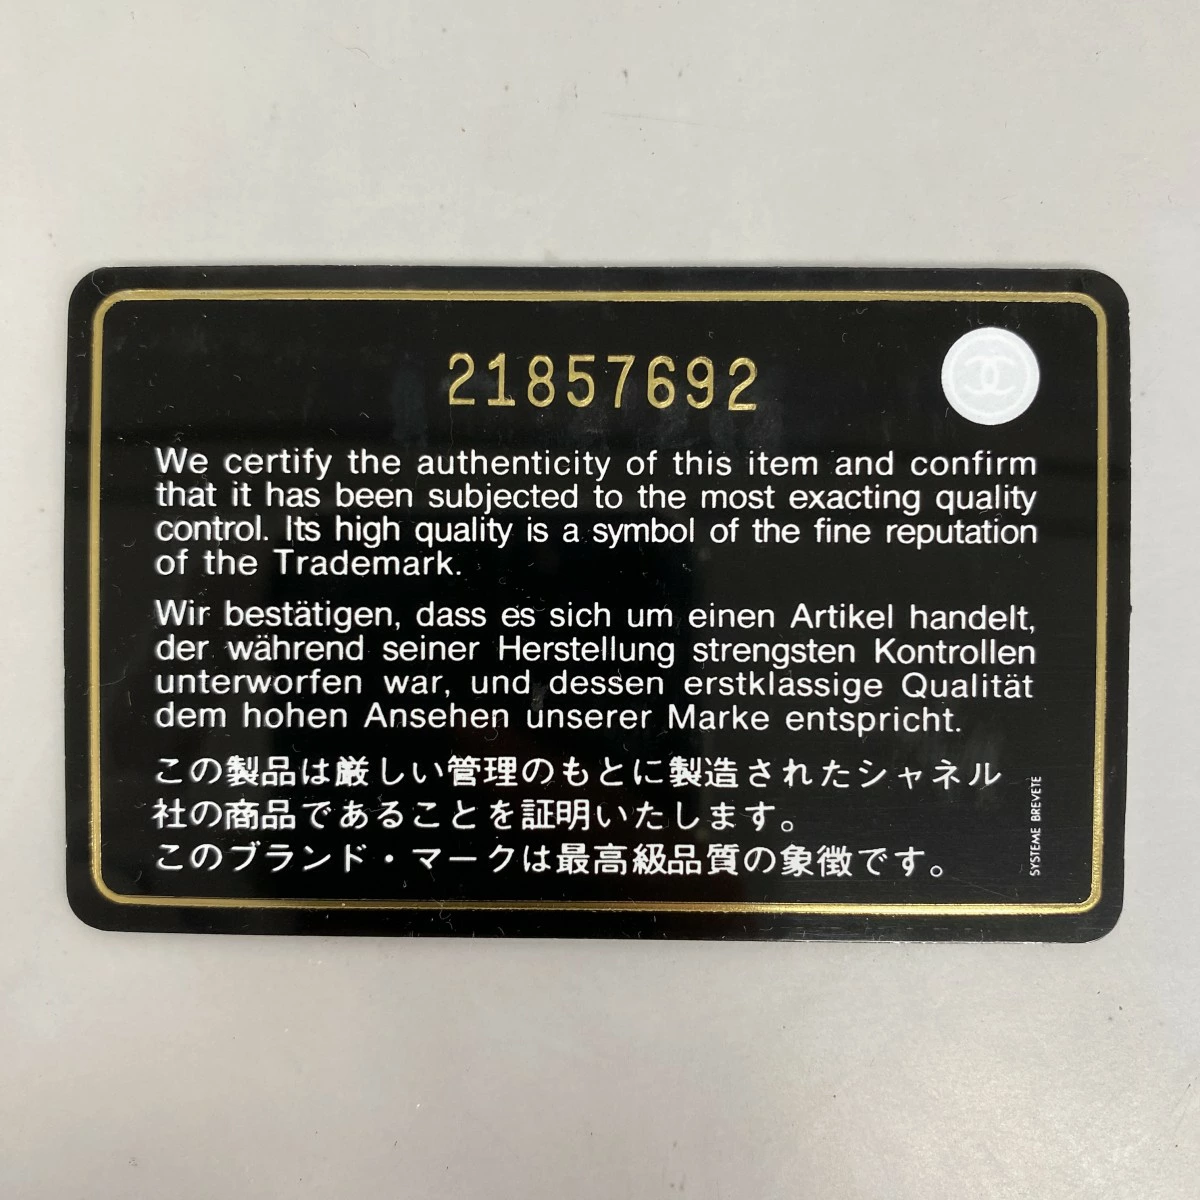 21857692
We certify the authenticity of this item and confirm
that it has been subjected to the most exacting quality
control. Its high quality is a symbol of the fine reputation
of the Trademark.
Wir bestätigen, dass es sich um einen Artikel handelt,
der während seiner Herstellung strengsten Kontrollen
unterworfen war, und dessen erstklassige Qualität
dem hohen Ansehen unserer Marke entspricht.
この製品は厳しい管理のもとに製造されたシャネル
社の商品であることを証明いたします。
このブランド・マークは最高級品質の象徴です。
SYSTEME BREVETE